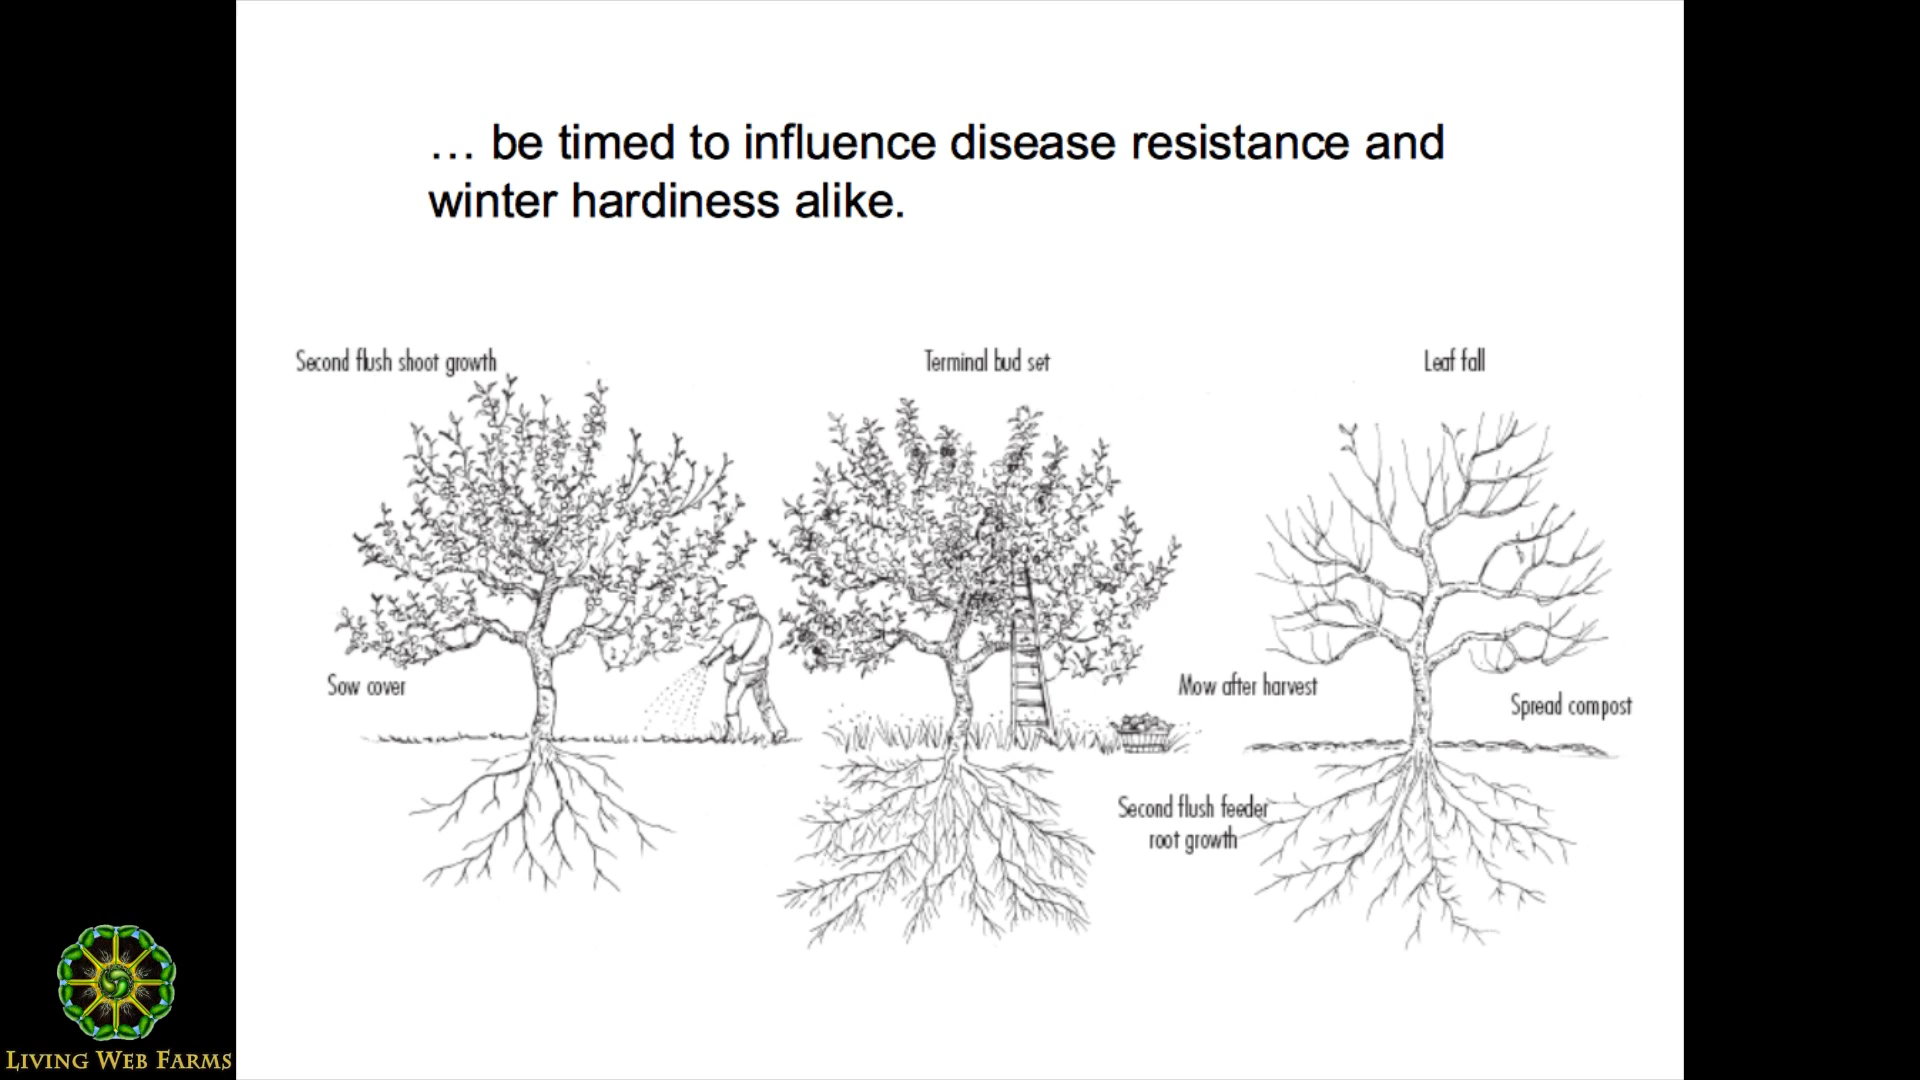 … be timed to influence disease resistance and
winter hardiness alike.
Second flush shoot growth
Terminal bud set
Leaf fall
Sow cover
Mow after harvest
Spread compost
Second flush feeder
root growth
LIVING WEB FARMS